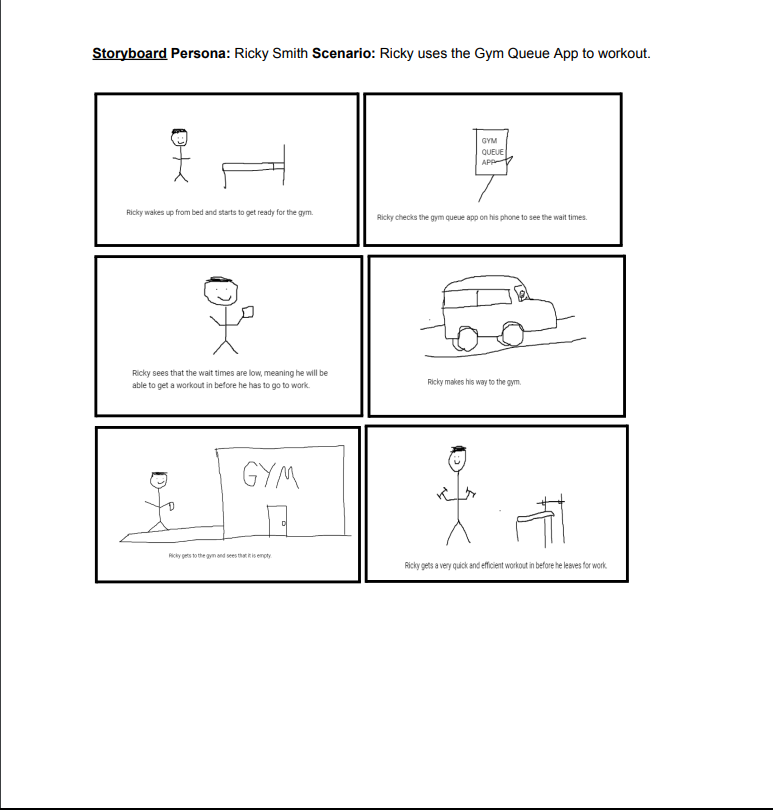 Storyboard Persona: Ricky Smith Scenario: Ricky uses the Gym Queue App to workout.
Ricky wakes up from bed and starts to get ready for the gym.
GYM
QUEUE
APP
Ricky checks the gym queue app on his phone to see the wait times.
Ricky sees that the wait times are low, meaning he will be
able to get a workout in before he has to go to work.
Ricky makes his way to the gym.
GYM
Ricky gets to the gym and sees that it is empty.
Ricky gets a very quick and efficient workout in before he leaves for work.